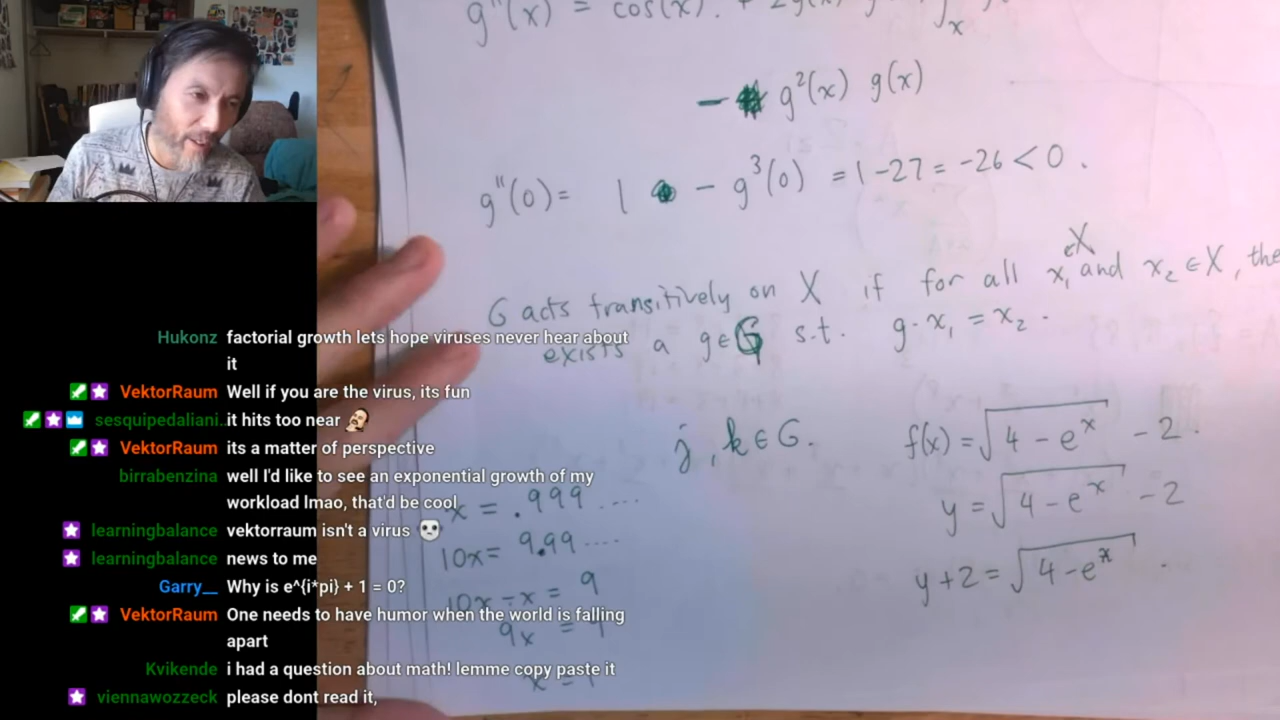 g"(x) = cos(x).
- g²(x) g(x)
g"(0)= 1 - g³(0) = 1-27 = -26 < 0.
G acts transitively on X if for all x₁ ∈X and x₂ ∈ X, the
exists a g∈G s.t. g·x₁ = x₂.
j, k ∈ G.
f(x) = √(4 - e^x) - 2.
y = √(4 - e^x) - 2
y + 2 = √(4 - e^x)
x = .999....
10x = 9.99....
10x - x = 9
9x = 9
x = 1
Hukonz factorial growth lets hope viruses never hear about
it
VektorRaum Well if you are the virus, its fun
sesquipedaliani.. it hits too near
VektorRaum its a matter of perspective
birrabenzina well I'd like to see an exponential growth of my
workload lmao, that'd be cool
learningbalance vektorraum isn't a virus
learningbalance news to me
Garry__ Why is e^{i*pi} + 1 = 0?
VektorRaum One needs to have humor when the world is falling
apart
Kvikende i had a question about math! lemme copy paste it
viennawozzeck please dont read it,